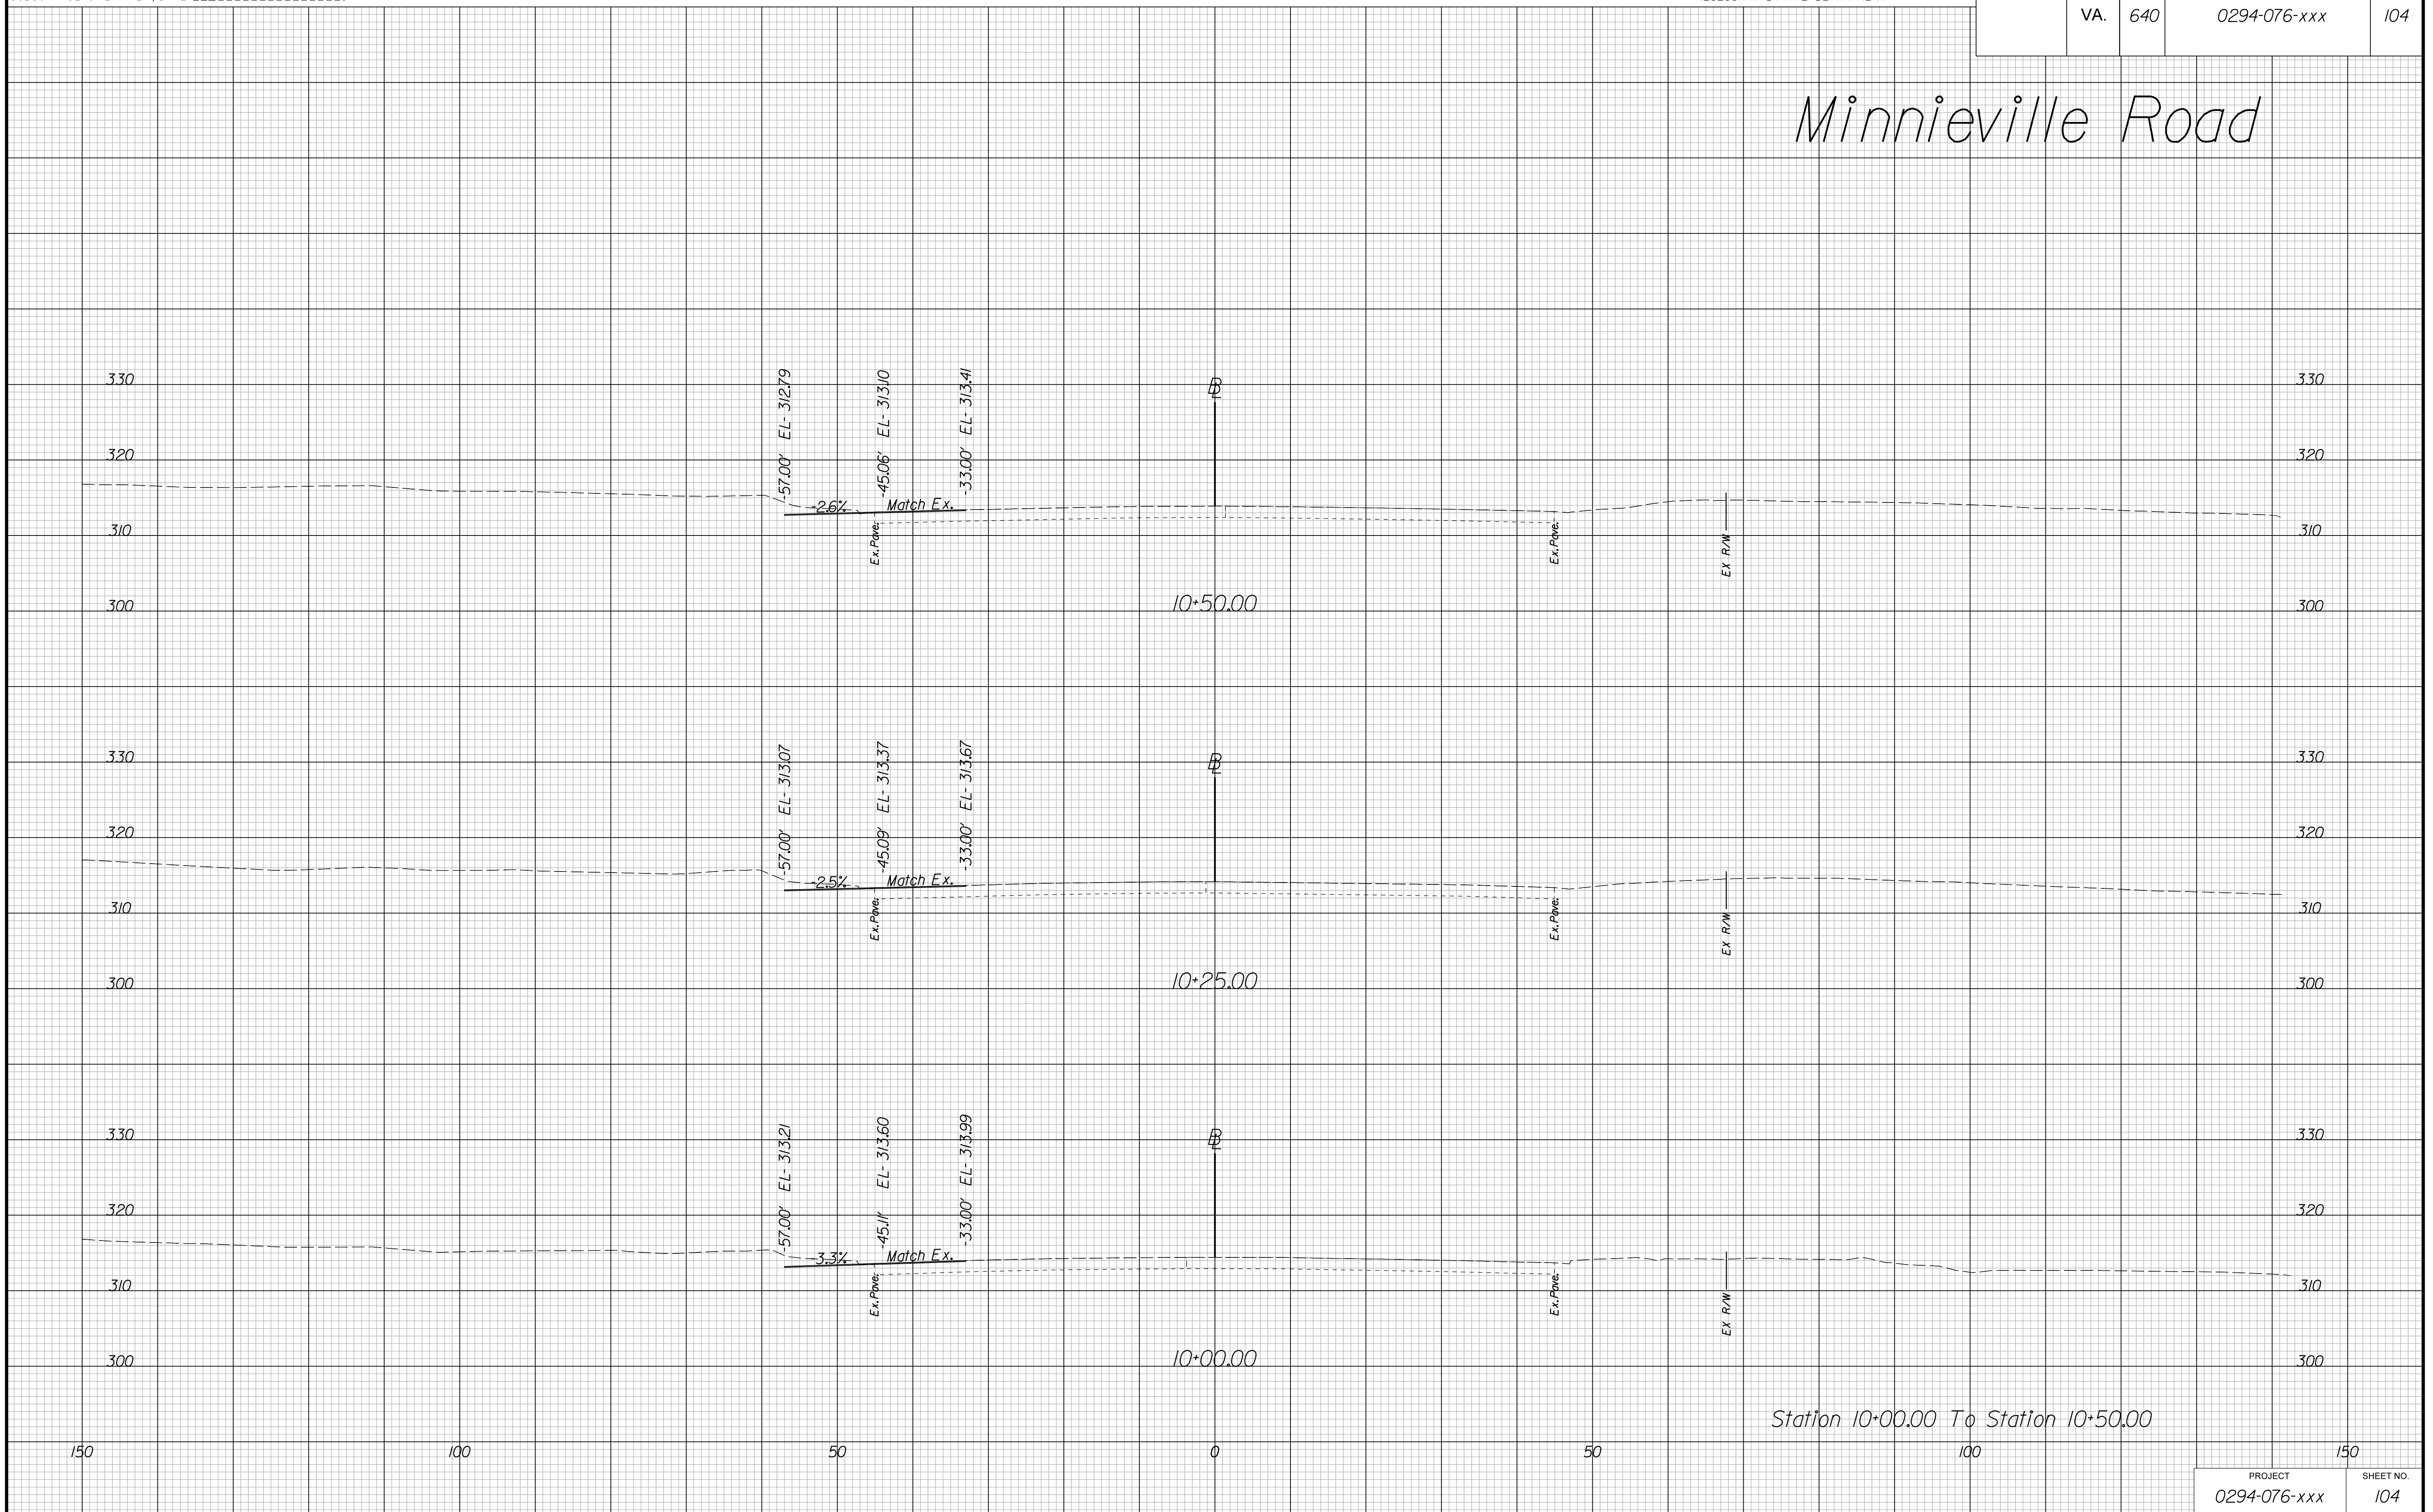 VA. 640 0294-076-xxx 104
Minnieville Road
-57.00' EL- 312.79
-45.06' EL- 313.10
-33.00' EL- 313.41
B
330 330
320 320
-2.6% Match Ex.
310 310
Ex.Pave.
Ex.Pave.
EX R/W
300 10+50.00 300
-57.00' EL- 313.07
-45.09' EL- 313.37
-33.00' EL- 313.67
B
330 330
320 320
-2.5% Match Ex.
310 310
Ex.Pave.
Ex.Pave.
EX R/W
300 10+25.00 300
-57.00' EL- 313.21
-45.11' EL- 313.60
-33.00' EL- 313.99
B
330 330
320 320
-3.3% Match Ex.
310 310
Ex.Pave.
Ex.Pave.
EX R/W
300 10+00.00 300
Station 10+00.00 To Station 10+50.00
150 100 50 0 50 100 150
PROJECT SHEET NO.
0294-076-xxx 104